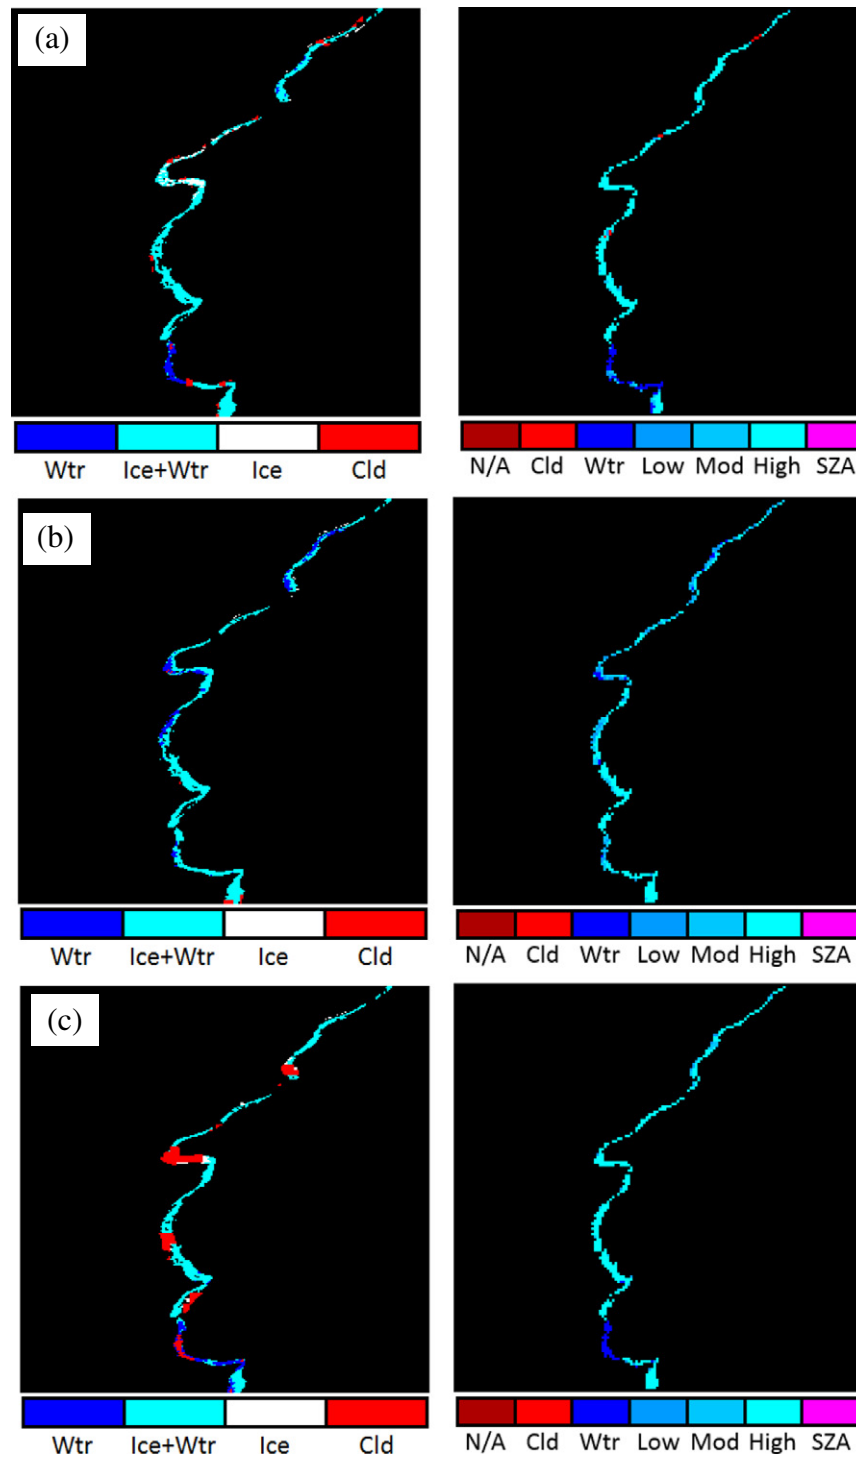 (a)
Wtr Ice+Wtr Ice Cld
N/A Cld Wtr Low Mod High SZA
(b)
Wtr Ice+Wtr Ice Cld
N/A Cld Wtr Low Mod High SZA
(c)
Wtr Ice+Wtr Ice Cld
N/A Cld Wtr Low Mod High SZA